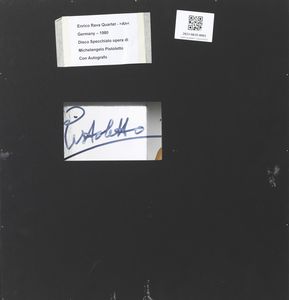 Enrico Rava Quartet - «Ah»
Germany – 1980
Disco Specchiato opera di
Michelangelo Pistoletto
Con Autografo
Pistoletto